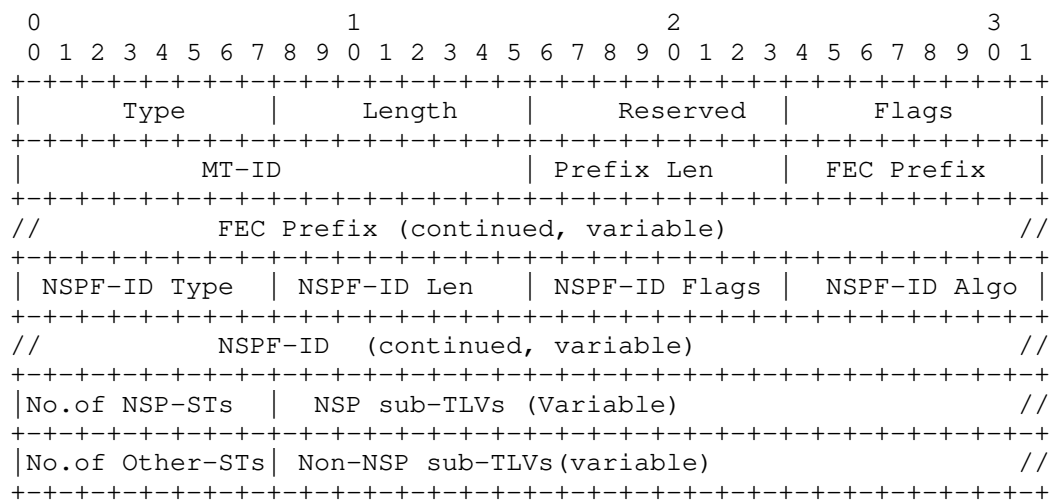 0                   1                   2                   3
 0 1 2 3 4 5 6 7 8 9 0 1 2 3 4 5 6 7 8 9 0 1 2 3 4 5 6 7 8 9 0 1
+-+-+-+-+-+-+-+-+-+-+-+-+-+-+-+-+-+-+-+-+-+-+-+-+-+-+-+-+-+-+-+-+
|      Type     |     Length    |     Reserved  |     Flags     |
+-+-+-+-+-+-+-+-+-+-+-+-+-+-+-+-+-+-+-+-+-+-+-+-+-+-+-+-+-+-+-+-+
|           MT-ID               | Prefix Len    |  FEC Prefix   |
+-+-+-+-+-+-+-+-+-+-+-+-+-+-+-+-+-+-+-+-+-+-+-+-+-+-+-+-+-+-+-+-+
//           FEC Prefix (continued, variable)                  //
+-+-+-+-+-+-+-+-+-+-+-+-+-+-+-+-+-+-+-+-+-+-+-+-+-+-+-+-+-+-+-+-+
| NSPF-ID Type  | NSPF-ID Len   | NSPF-ID Flags |  NSPF-ID Algo |
+-+-+-+-+-+-+-+-+-+-+-+-+-+-+-+-+-+-+-+-+-+-+-+-+-+-+-+-+-+-+-+-+
//           NSPF-ID  (continued, variable)                    //
+-+-+-+-+-+-+-+-+-+-+-+-+-+-+-+-+-+-+-+-+-+-+-+-+-+-+-+-+-+-+-+-+
|No.of NSP-STs  |  NSP sub-TLVs (Variable)                     //
+-+-+-+-+-+-+-+-+-+-+-+-+-+-+-+-+-+-+-+-+-+-+-+-+-+-+-+-+-+-+-+-+
|No.of Other-STs| Non-NSP sub-TLVs(variable)                   //
+-+-+-+-+-+-+-+-+-+-+-+-+-+-+-+-+-+-+-+-+-+-+-+-+-+-+-+-+-+-+-+-+